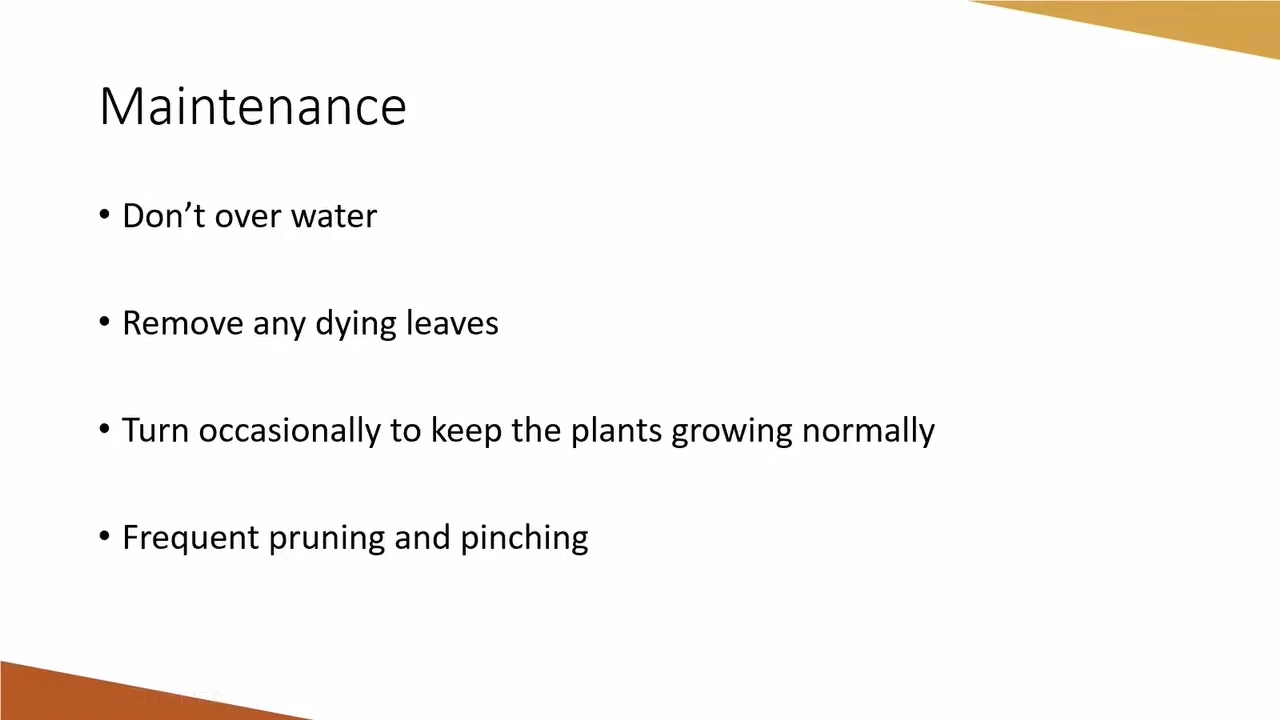 Maintenance
• Don’t over water
• Remove any dying leaves
• Turn occasionally to keep the plants growing normally
• Frequent pruning and pinching